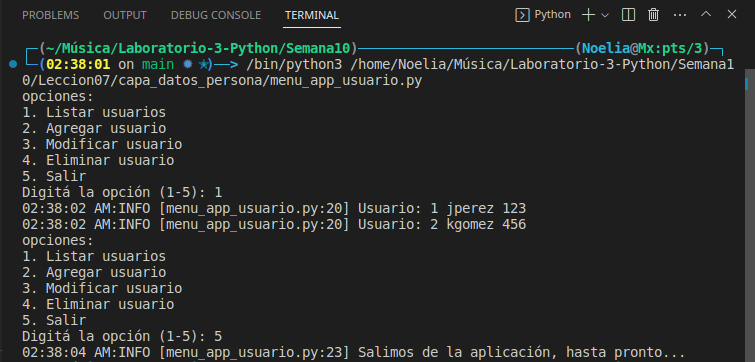 PROBLEMS OUTPUT DEBUG CONSOLE TERMINAL Python
(~/Música/Laboratorio-3-Python/Semana10) (Noelia@Mx:pts/3)
(02:38:01 on main ✹ ✭)——> /bin/python3 /home/Noelia/Música/Laboratorio-3-Python/Semana1
0/Leccion07/capa_datos_persona/menu_app_usuario.py
opciones:
1. Listar usuarios
2. Agregar usuario
3. Modificar usuario
4. Eliminar usuario
5. Salir
Digitá la opción (1-5): 1
02:38:02 AM:INFO [menu_app_usuario.py:20] Usuario: 1 jperez 123
02:38:02 AM:INFO [menu_app_usuario.py:20] Usuario: 2 kgomez 456
opciones:
1. Listar usuarios
2. Agregar usuario
3. Modificar usuario
4. Eliminar usuario
5. Salir
Digitá la opción (1-5): 5
02:38:04 AM:INFO [menu_app_usuario.py:23] Salimos de la aplicación, hasta pronto...